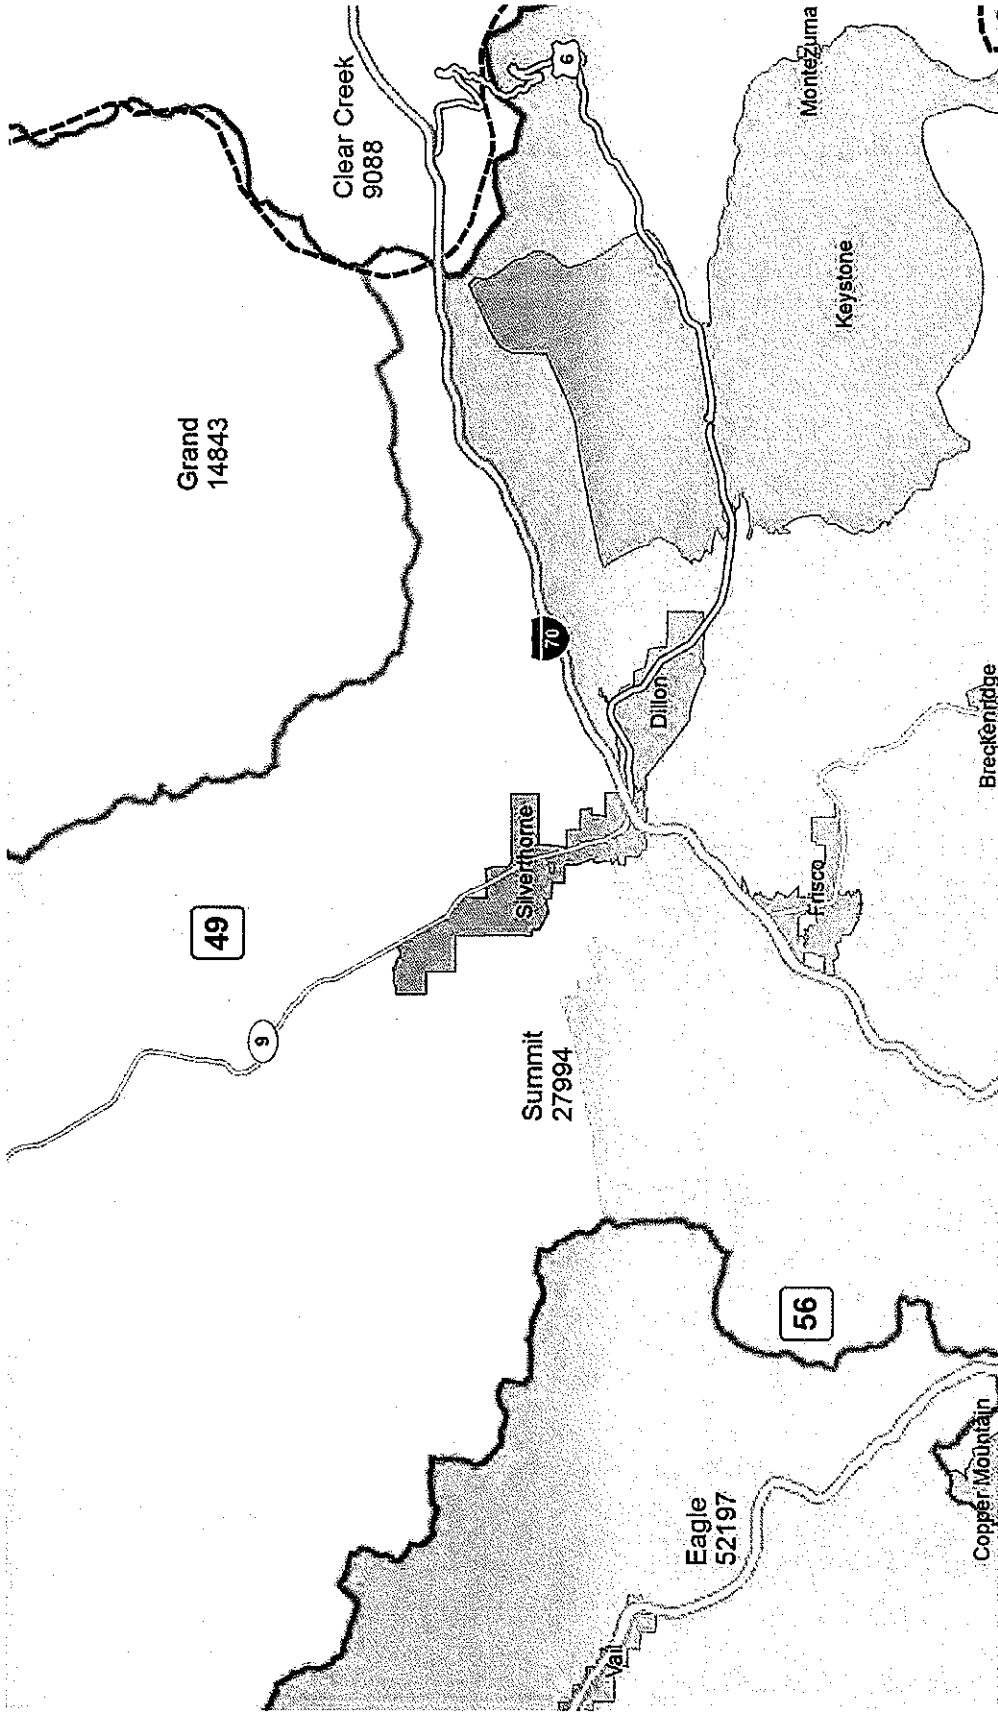 Grand
14843
49
9
Clear Creek
9088
Silverthorne
Summit
27994
70
6
Vail
Dillon
Eagle
52197
56
Montezuma
Frisco
Keystone
Copper Mountain
Breckenridge